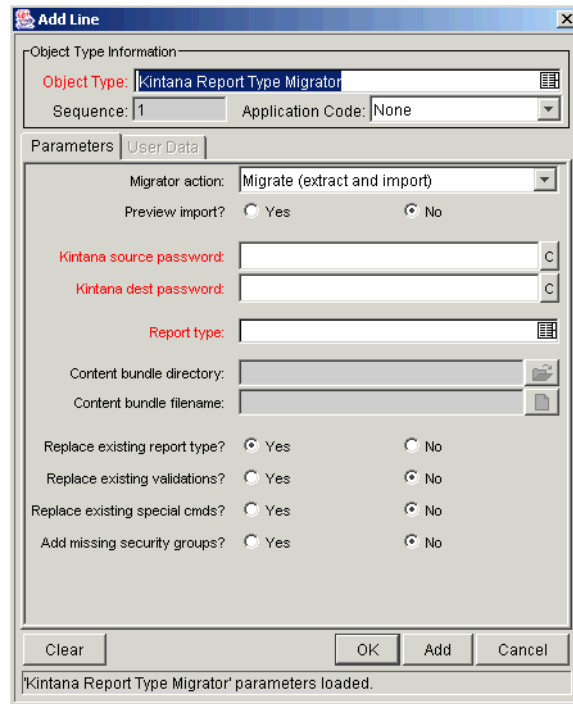 Add Line
Object Type Information
Object Type: Kintana Report Type Migrator
Sequence: 1 Application Code: None
Parameters User Data
Migrator action: Migrate (extract and import)
Preview import? Yes No
Kintana source password: C
Kintana dest password: C
Report type:
Content bundle directory:
Content bundle filename:
Replace existing report type? Yes No
Replace existing validations? Yes No
Replace existing special cmds? Yes No
Add missing security groups? Yes No
Clear OK Add Cancel
'Kintana Report Type Migrator' parameters loaded.